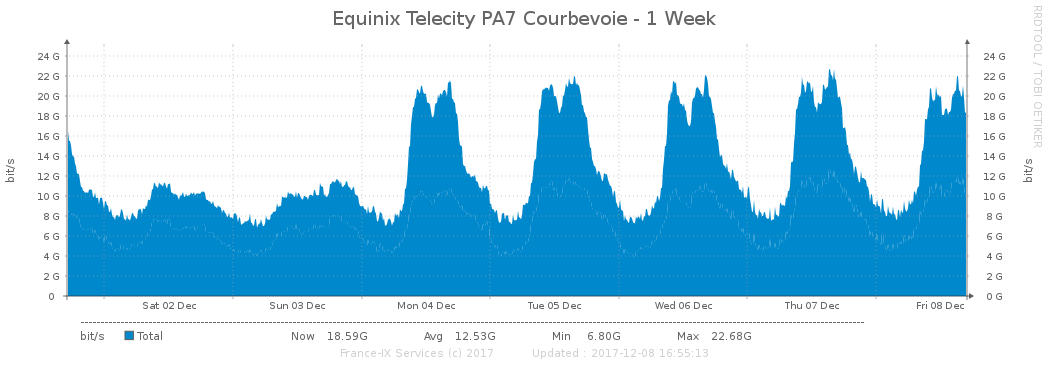 Equinix Telecity PA7 Courbevoie - 1 Week
RRDTOOL / TOBI OETIKER
bit/s
24 G 24 G
22 G 22 G
20 G 20 G
18 G 18 G
16 G 16 G
14 G 14 G
12 G 12 G
10 G 10 G
8 G 8 G
6 G 6 G
4 G 4 G
2 G 2 G
0 0 G
bit/s
Sat 02 Dec Sun 03 Dec Mon 04 Dec Tue 05 Dec Wed 06 Dec Thu 07 Dec Fri 08 Dec
bit/s Total Now 18.59G Avg 12.53G Min 6.80G Max 22.68G
France-IX Services (c) 2017 Updated : 2017-12-08 16:55:13